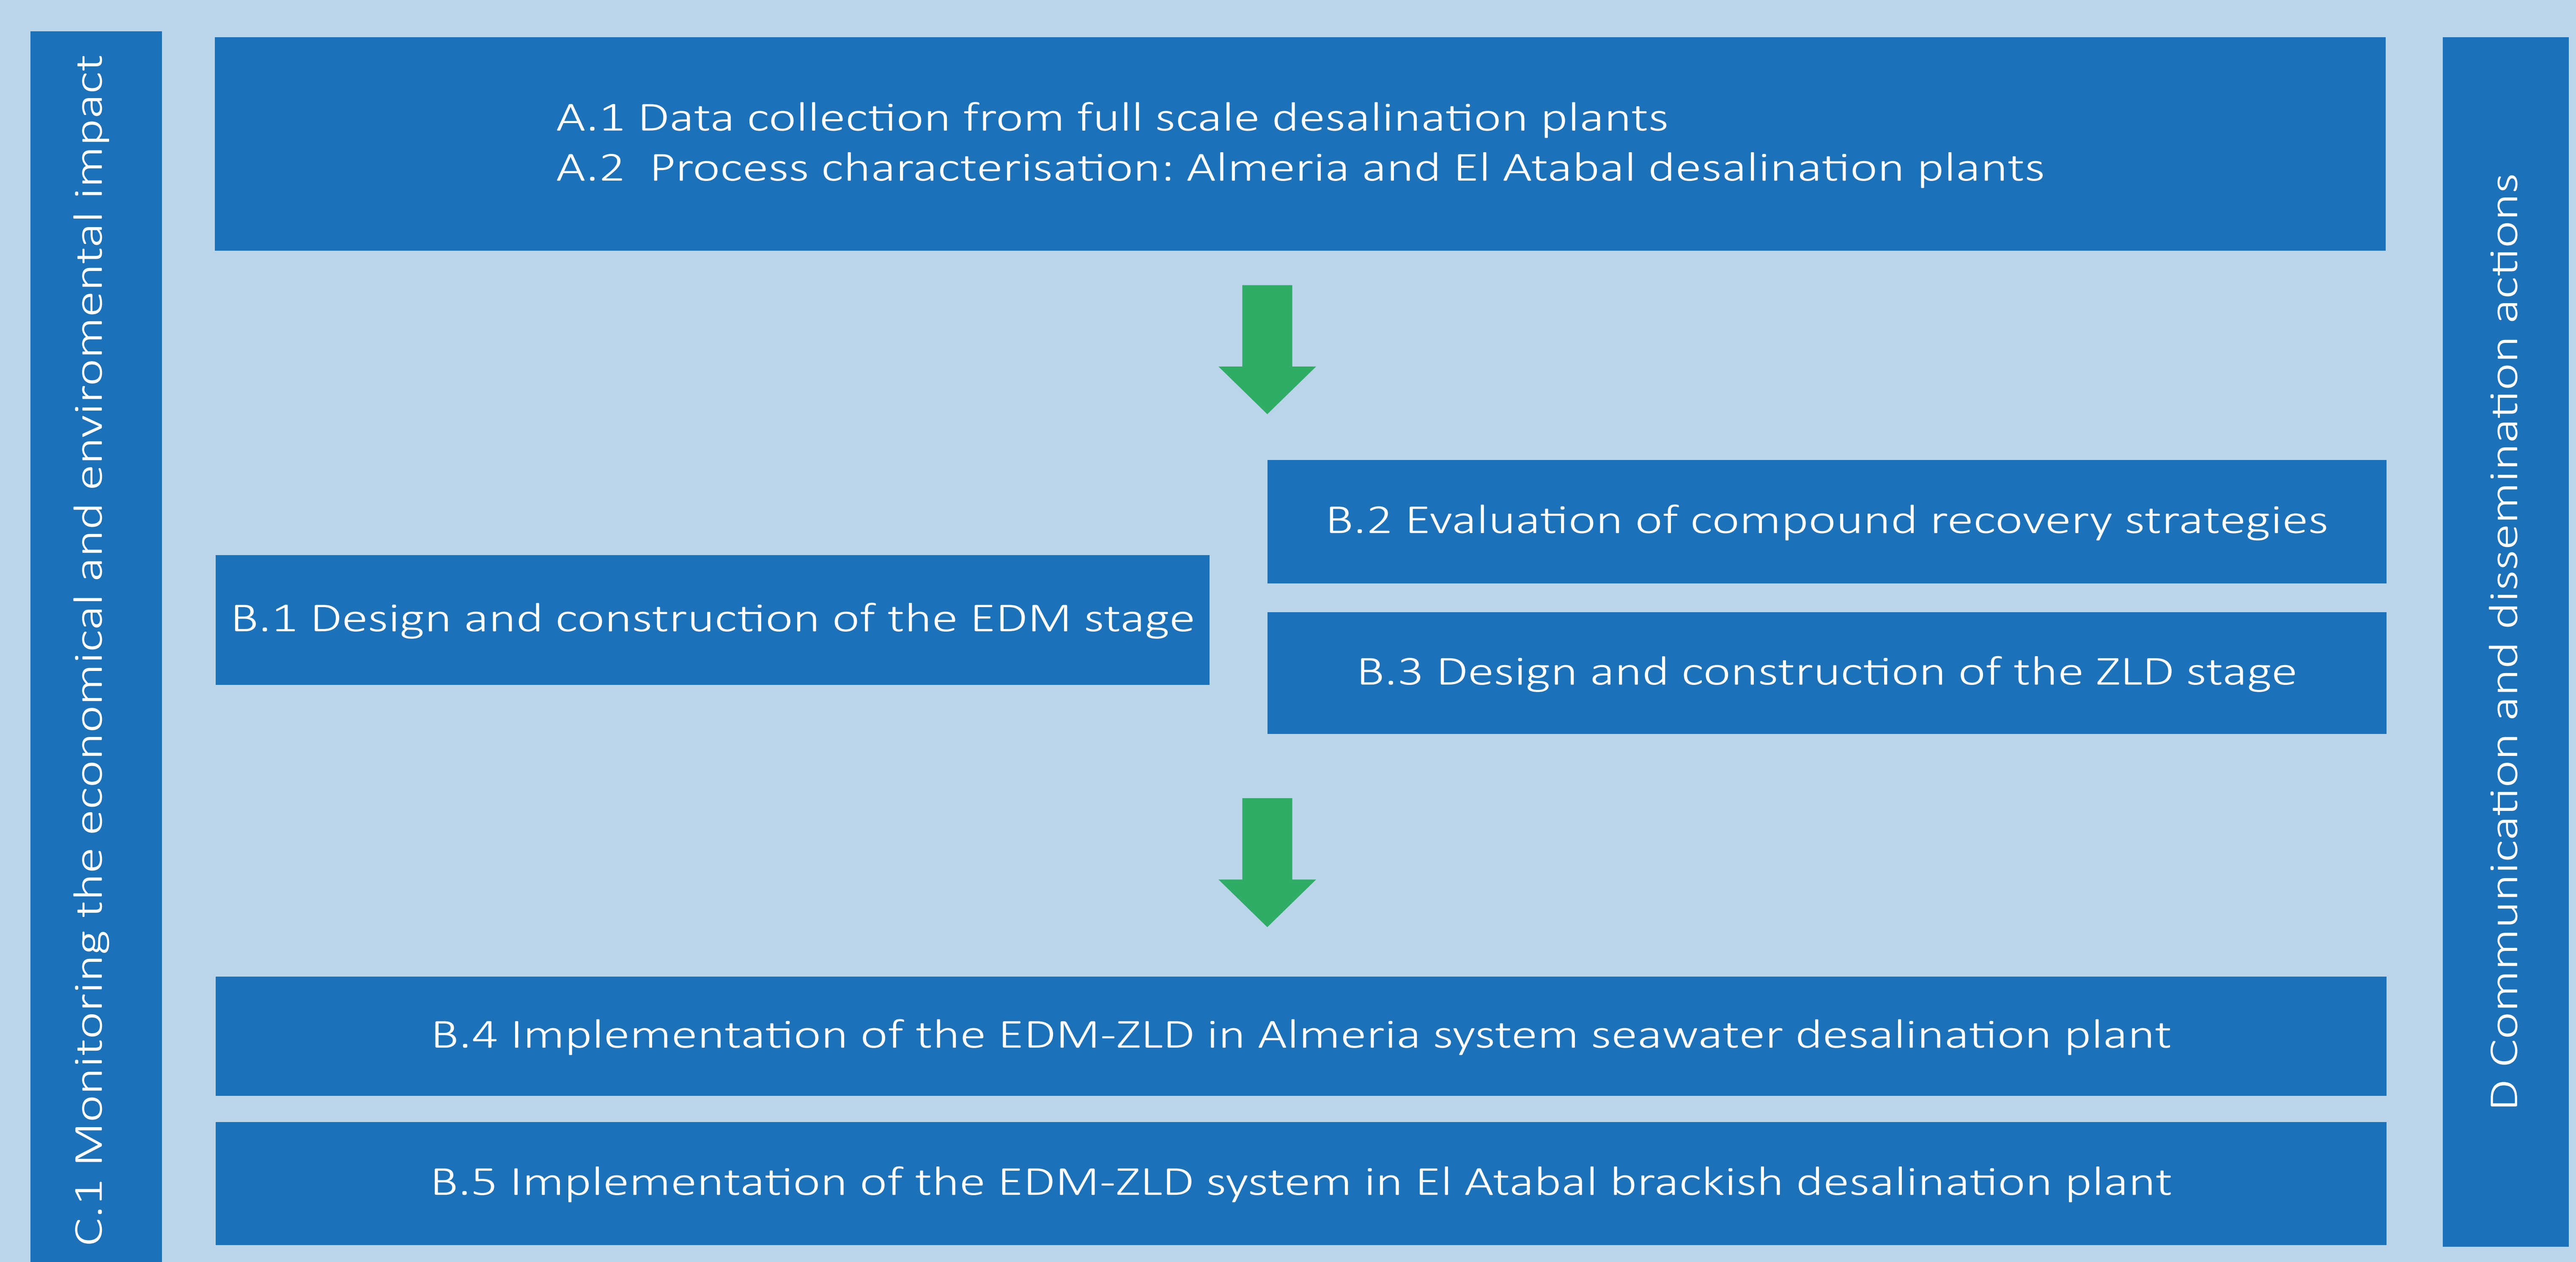 C.1 Monitoring the economical and enviromental impact
A.1 Data collection from full scale desalination plants
A.2 Process characterisation: Almeria and El Atabal desalination plants
B.1 Design and construction of the EDM stage
B.2 Evaluation of compound recovery strategies
B.3 Design and construction of the ZLD stage
B.4 Implementation of the EDM-ZLD in Almeria system seawater desalination plant
B.5 Implementation of the EDM-ZLD system in El Atabal brackish desalination plant
D Communication and dissemination actions